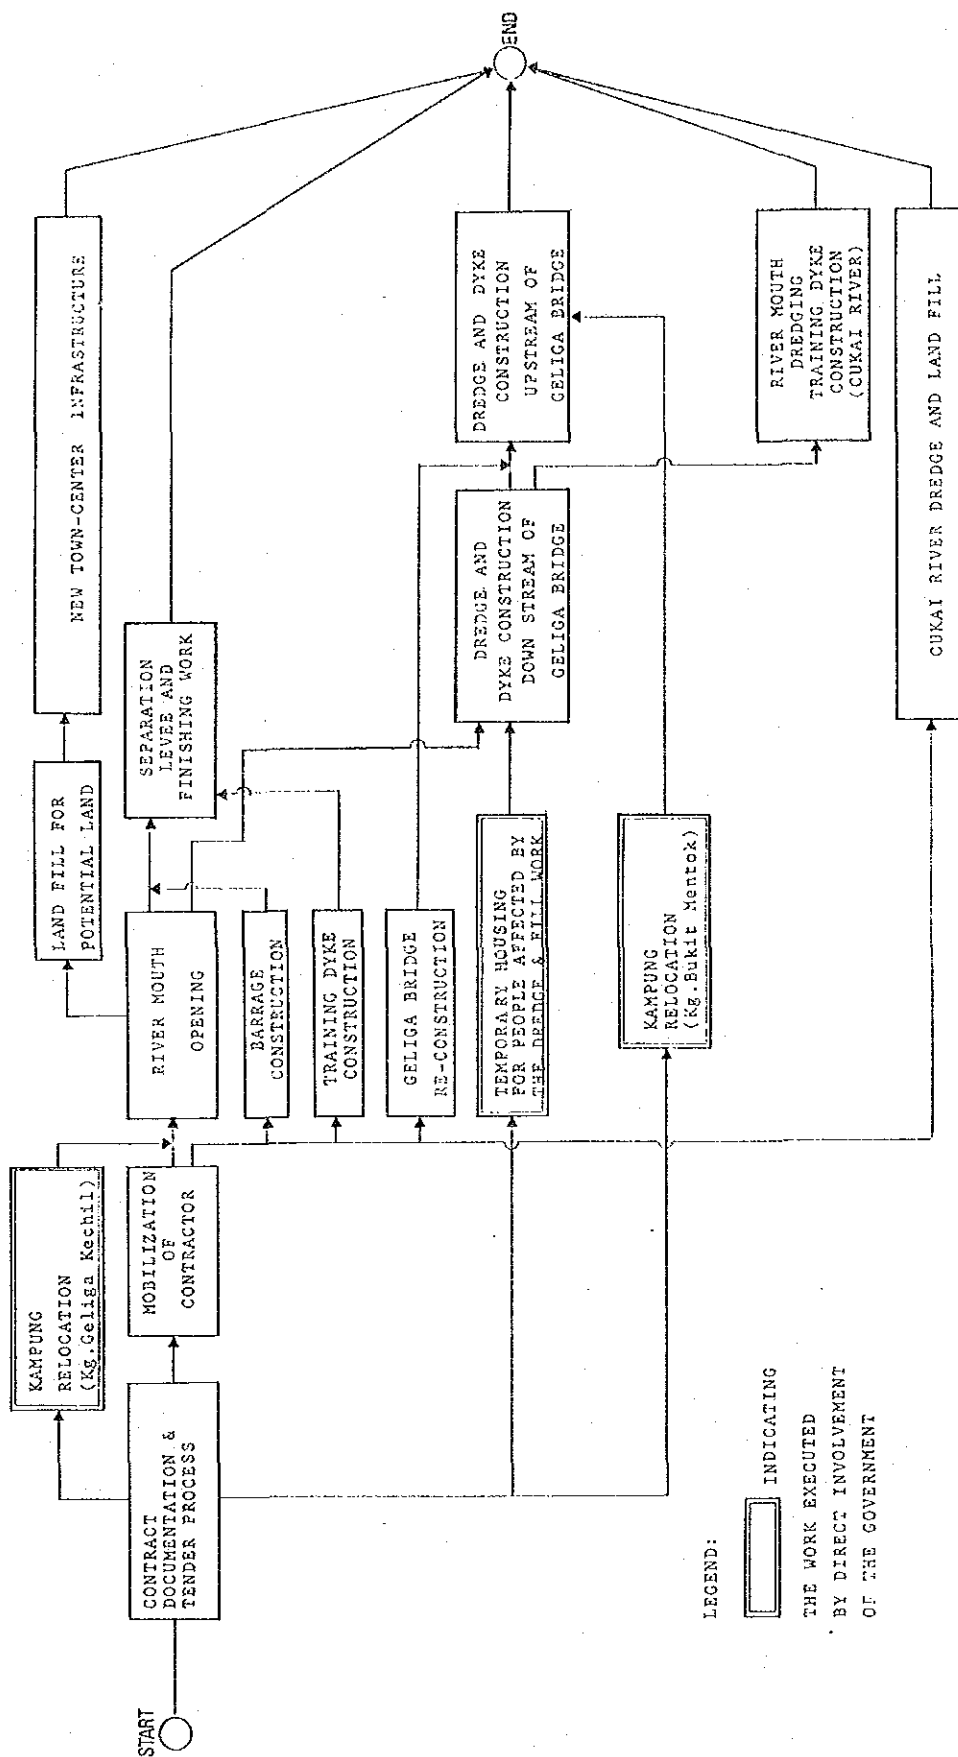 START
CONTRACT
DOCUMENTATION &
TENDER PROCESS
KAMPUNG
RELOCATION
(Kg.Geliga Kechil)
MOBILIZATION
OF
CONTRACTOR
LAND FILL FOR
POTENTIAL LAND
RIVER MOUTH
OPENING
BARRAGE
CONSTRUCTION
TRAINING DYKE
CONSTRUCTION
GELIGA BRIDGE
RE-CONSTRUCTION
TEMPORARY HOUSING
FOR PEOPLE AFFECTED BY
THE DREDGE & FILL WORK
KAMPUNG
RELOCATION
(Kg.Bukit Mentok)
NEW TOWN-CENTER INFRASTRUCTURE
SEPARATION
LEVEE AND
FINISHING WORK
DREDGE AND
DYKE CONSTRUCTION
DOWN STREAM OF
GELIGA BRIDGE
DREDGE AND DYKE
CONSTRUCTION
UPSTREAM OF
GELIGA BRIDGE
RIVER MOUTH
DREDGING
TRAINING DYKE
CONSTRUCTION
(CUKAI RIVER)
CUKAI RIVER DREDGE AND LAND FILL
END
LEGEND:
INDICATING
THE WORK EXECUTED
BY DIRECT INVOLVEMENT
OF THE GOVERNMENT